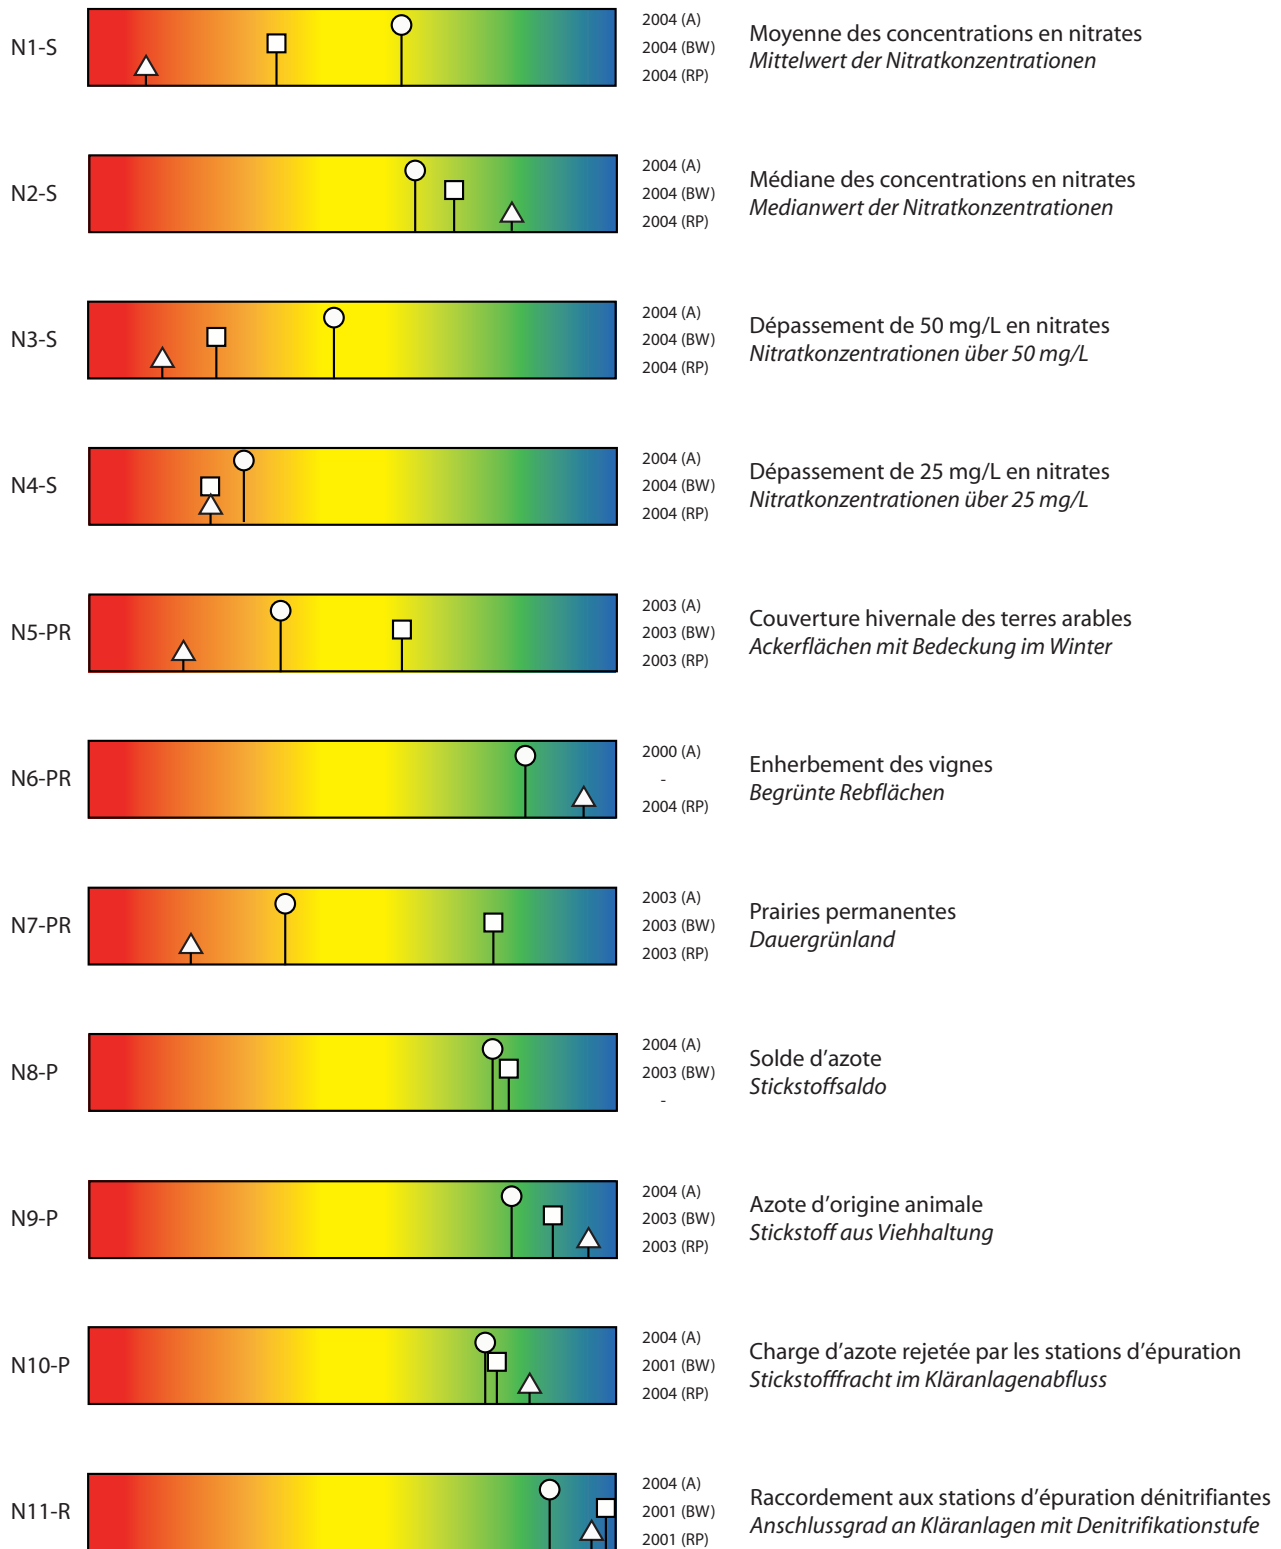 N1-S
2004 (A)
2004 (BW)
2004 (RP)
Moyenne des concentrations en nitrates
Mittelwert der Nitratkonzentrationen
N2-S
2004 (A)
2004 (BW)
2004 (RP)
Médiane des concentrations en nitrates
Medianwert der Nitratkonzentrationen
N3-S
2004 (A)
2004 (BW)
2004 (RP)
Dépassement de 50 mg/L en nitrates
Nitratkonzentrationen über 50 mg/L
N4-S
2004 (A)
2004 (BW)
2004 (RP)
Dépassement de 25 mg/L en nitrates
Nitratkonzentrationen über 25 mg/L
N5-PR
2003 (A)
2003 (BW)
2003 (RP)
Couverture hivernale des terres arables
Ackerflächen mit Bedeckung im Winter
N6-PR
2000 (A)
-
2004 (RP)
Enherbement des vignes
Begrünte Rebflächen
N7-PR
2003 (A)
2003 (BW)
2003 (RP)
Prairies permanentes
Dauergrünland
N8-P
2004 (A)
2003 (BW)
-
Solde d'azote
Stickstoffsaldo
N9-P
2004 (A)
2003 (BW)
2003 (RP)
Azote d'origine animale
Stickstoff aus Viehhaltung
N10-P
2004 (A)
2001 (BW)
2004 (RP)
Charge d'azote rejetée par les stations d'épuration
Stickstofffracht im Kläranlagenabfluss
N11-R
2004 (A)
2001 (BW)
2001 (RP)
Raccordement aux stations d'épuration dénitrifiantes
Anschlussgrad an Kläranlagen mit Denitrifikationstufe